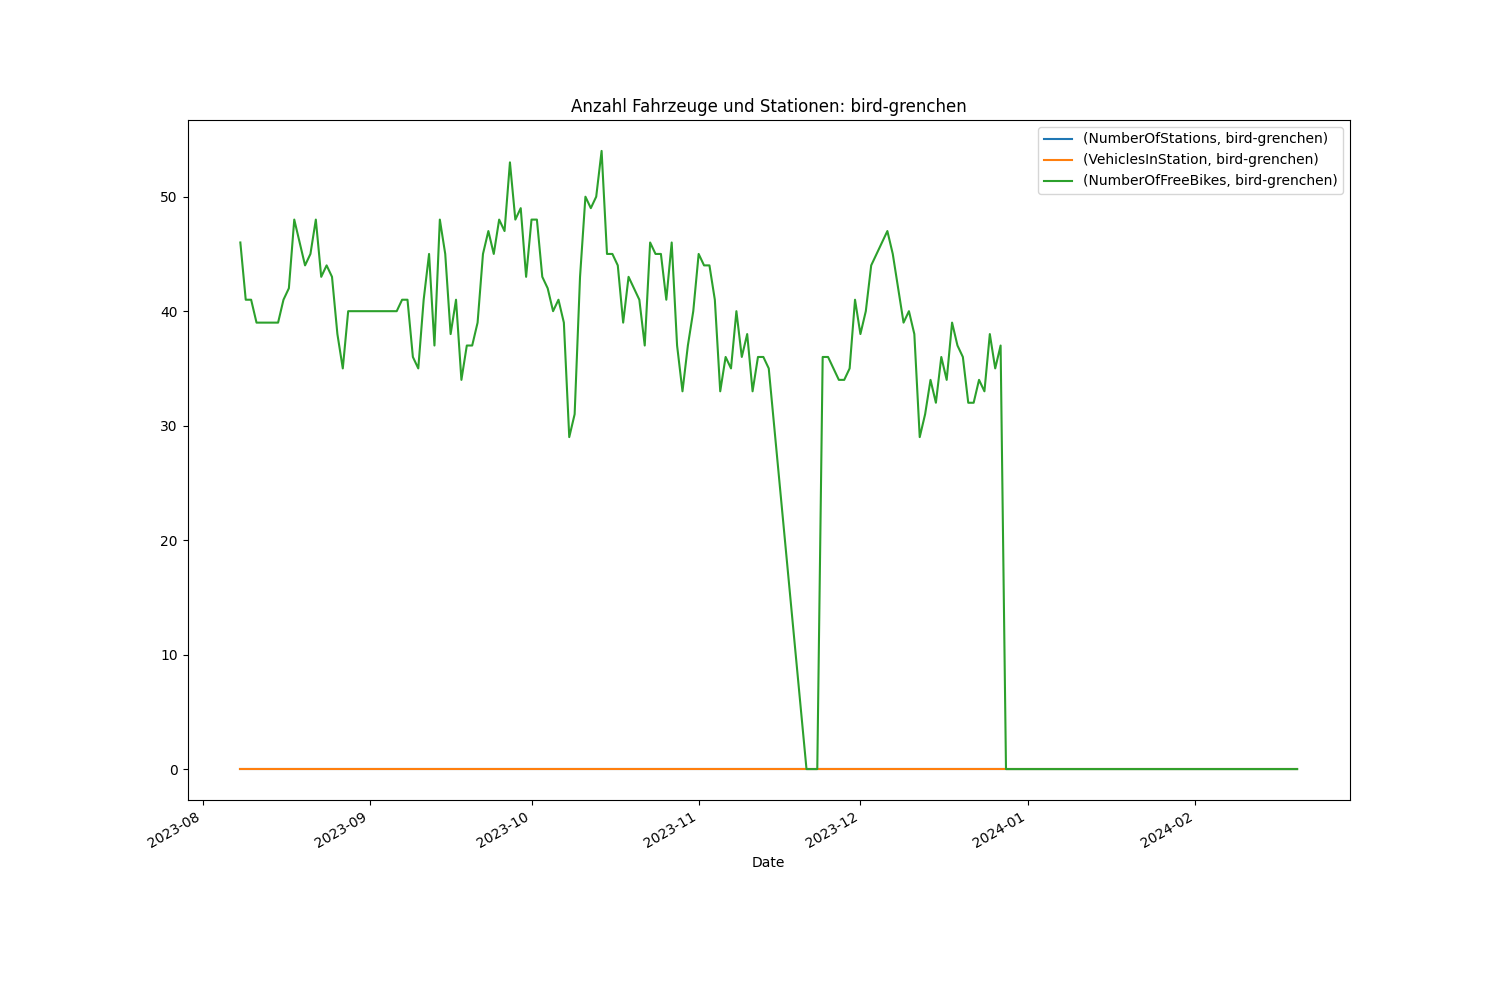 Anzahl Fahrzeuge und Stationen: bird-grenchen
(NumberOfStations, bird-grenchen)
(VehiclesInStation, bird-grenchen)
(NumberOfFreeBikes, bird-grenchen)
50
40
30
20
10
0
2023-08
2023-09
2023-10
2023-11
2023-12
2024-01
2024-02
Date